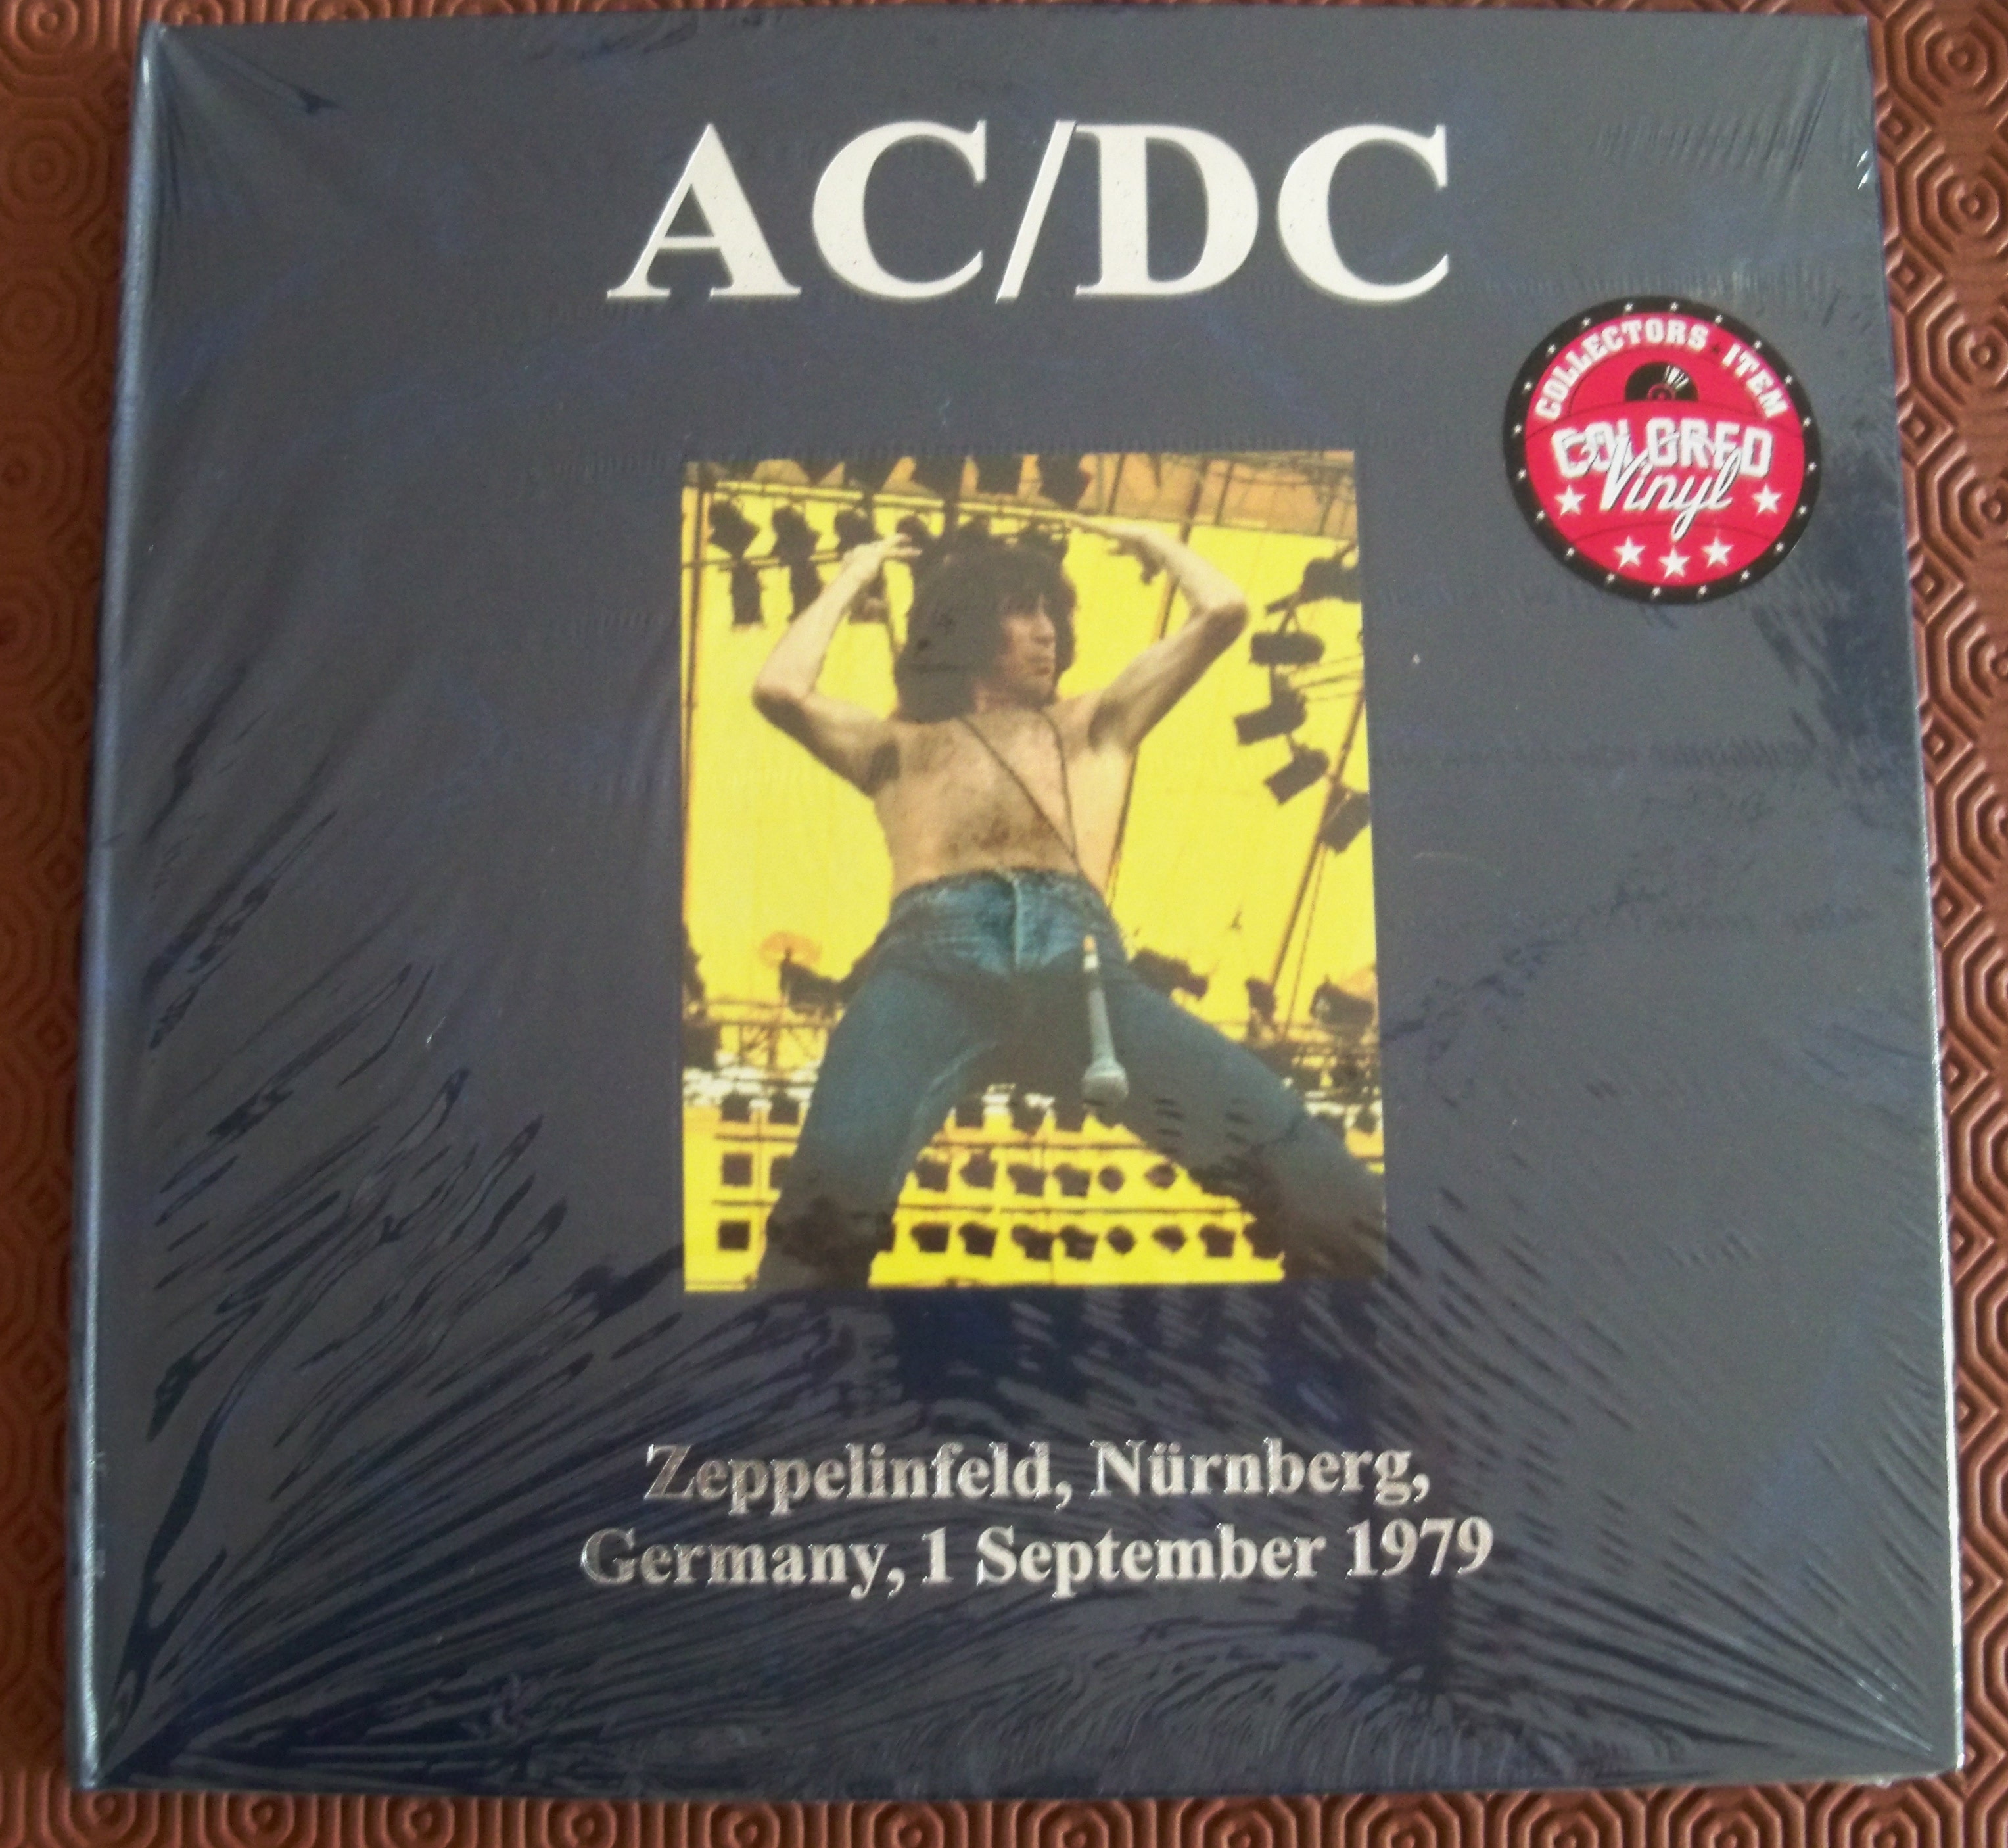 AC/DC
COLLECTORS ITEM
COLORED
Vinyl
Zeppelinfeld, Nürnberg,
Germany, 1 September 1979